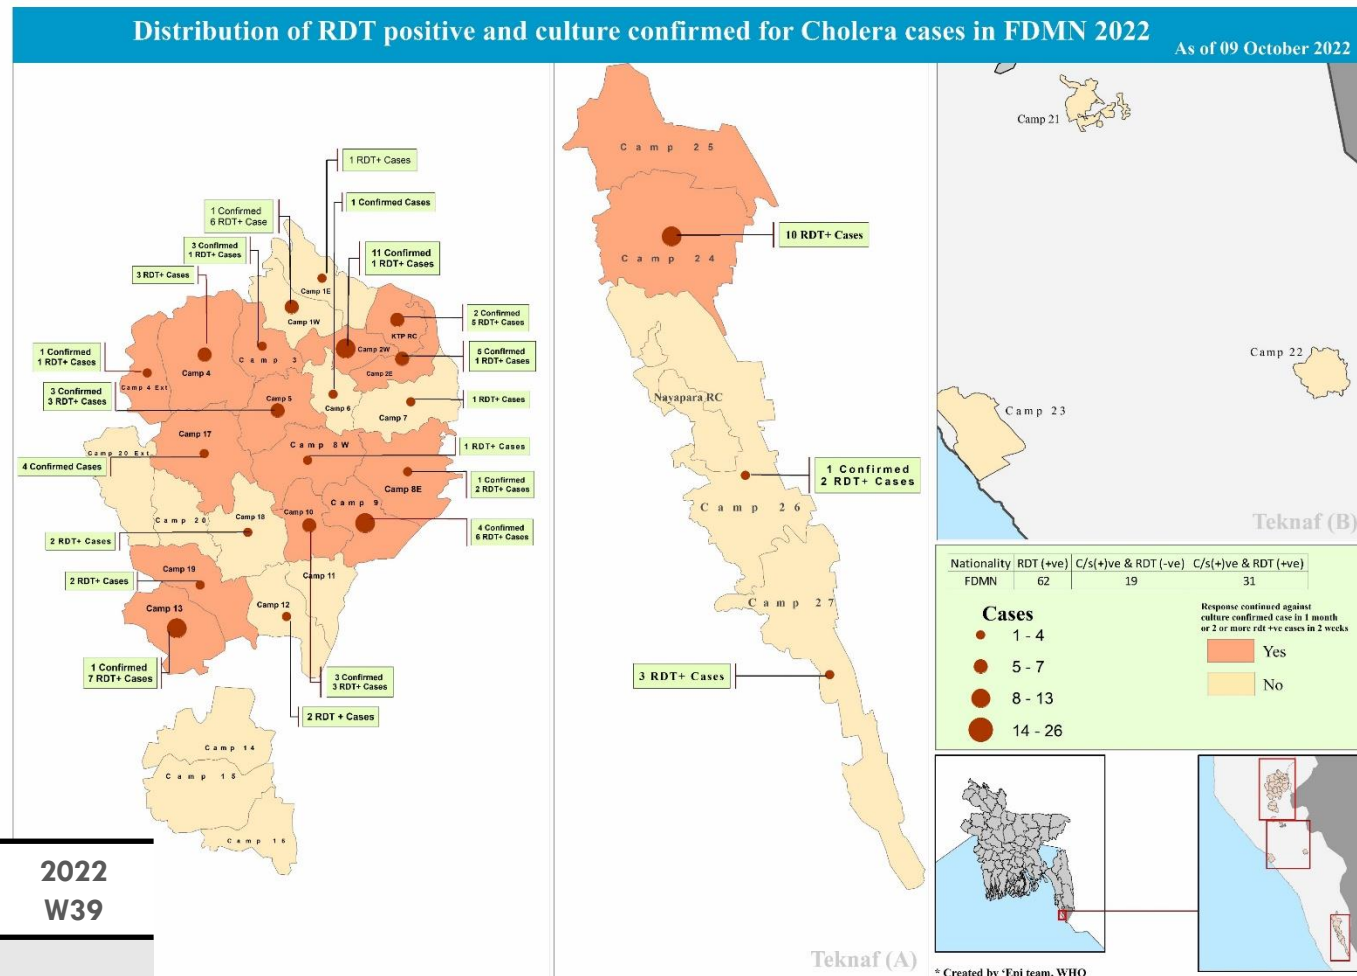 Distribution of RDT positive and culture confirmed for Cholera cases in FDMN 2022
As of 09 October 2022
1 RDT+ Cases
1 Confirmed Cases
1 Confirmed
6 RDT+ Case
3 Confirmed
1 RDT+ Cases
11 Confirmed
1 RDT+ Cases
3 RDT+ Cases
2 Confirmed
5 RDT+ Cases
1 Confirmed
1 RDT+ Cases
5 Confirmed
1 RDT+ Cases
3 Confirmed
3 RDT+ Cases
1 RDT+ Cases
4 Confirmed Cases
1 RDT+ Cases
1 Confirmed
2 RDT+ Cases
2 RDT+ Cases
4 Confirmed
6 RDT+ Cases
2 RDT+ Cases
1 Confirmed
7 RDT+ Cases
3 Confirmed
3 RDT+ Cases
2 RDT + Cases
Camp 1E
Camp 1W
KTP RC
Camp 2W
Camp 2E
Camp 3
Camp 4
Camp 4 Ext
Camp 5
Camp 6
Camp 7
Camp 17
Camp 8W
Camp 8E
Camp 20 Ext
Camp 9
Camp 10
Camp 20
Camp 18
Camp 19
Camp 11
Camp 12
Camp 13
Camp 14
Camp 15
Camp 16
Camp 25
Camp 24
10 RDT+ Cases
Nayapara RC
1 Confirmed
2 RDT+ Cases
Camp 26
Camp 27
3 RDT+ Cases
Teknaf (A)
Camp 21
Camp 22
Camp 23
Teknaf (B)
Nationality RDT (+ve) C/s(+)ve & RDT (-ve) C/s(+)ve & RDT (+ve)
FDMN 62 19 31
Cases
1 - 4
5 - 7
8 - 13
14 - 26
Response continued against
culture confirmed case in 1 month
or 2 or more rdt +ve cases in 2 weeks
Yes
No
2022
W39
* Created by 'Epi team, WHO